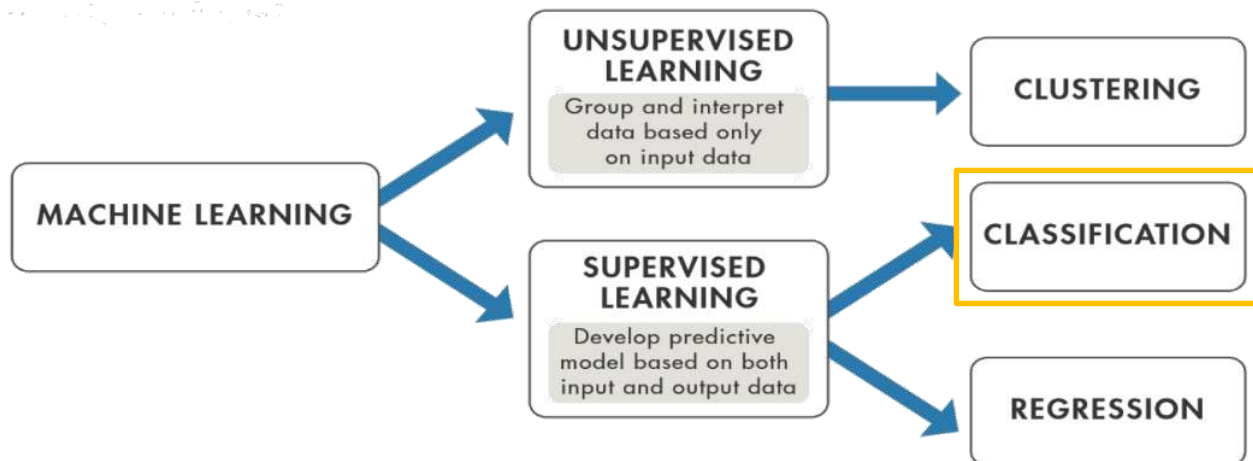 UNSUPERVISED
LEARNING
Group and interpret
data based only
on input data
CLUSTERING
MACHINE LEARNING
CLASSIFICATION
SUPERVISED
LEARNING
Develop predictive
model based on both
input and output data
REGRESSION